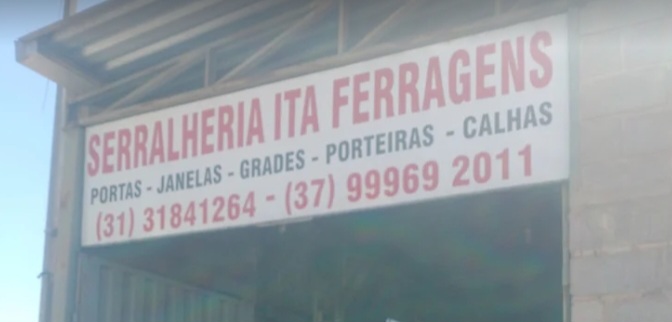 SERRALHERIA ITA FERRAGENS
PORTAS - JANELAS - GRADES - PORTEIRAS - CALHAS
(31) 31841264 - (37) 99969 2011